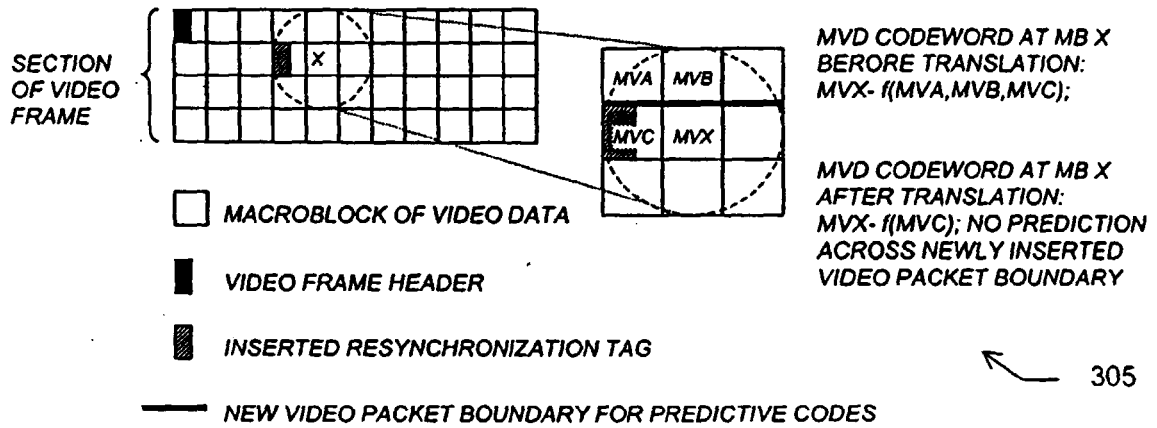 SECTION
OF VIDEO
FRAME
X
MVA MVB
MVC MVX
MVD CODEWORD AT MB X
BERORE TRANSLATION:
MVX- f(MVA,MVB,MVC);
MVD CODEWORD AT MB X
AFTER TRANSLATION:
MVX- f(MVC); NO PREDICTION
ACROSS NEWLY INSERTED
VIDEO PACKET BOUNDARY
MACROBLOCK OF VIDEO DATA
VIDEO FRAME HEADER
INSERTED RESYNCHRONIZATION TAG
305
NEW VIDEO PACKET BOUNDARY FOR PREDICTIVE CODES